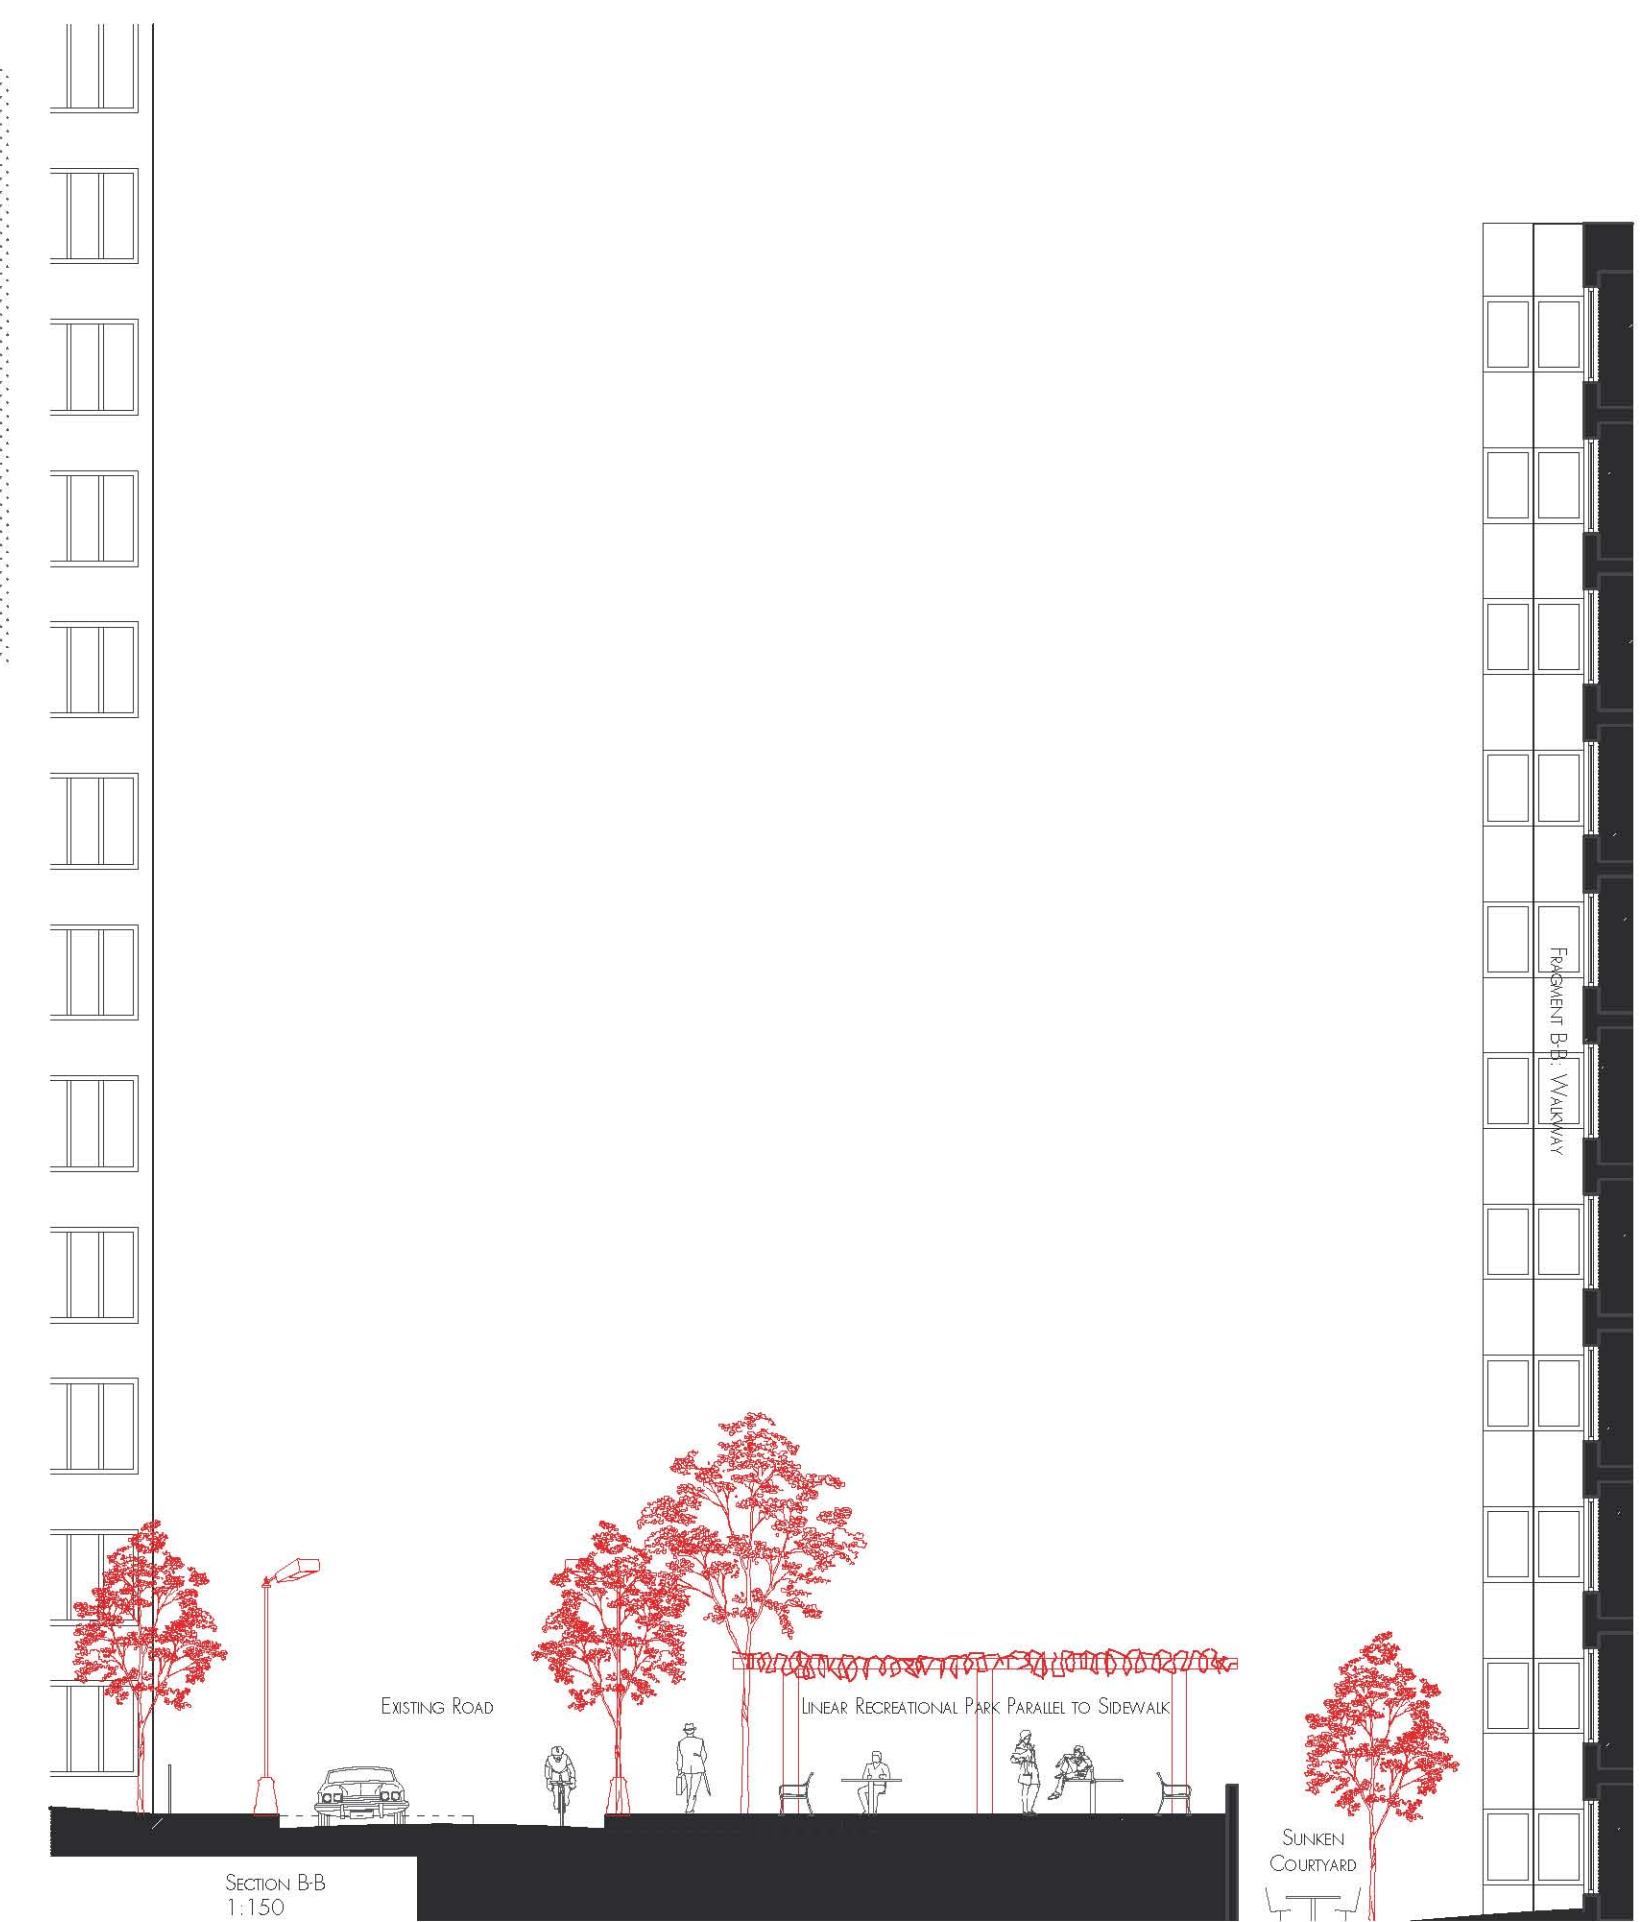 FRAGMENT B-B: WALKWAY
EXISTING ROAD
LINEAR RECREATIONAL PARK PARALLEL TO SIDEWALK
SUNKEN
COURTYARD
SECTION B-B
1:150